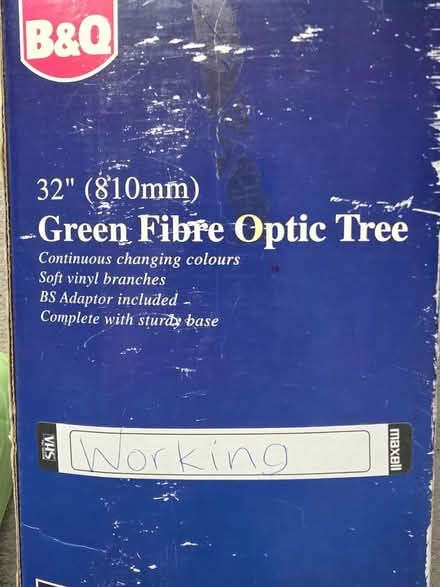 B&Q
32" (810mm)
Green Fibre Optic Tree
Continuous changing colours
Soft vinyl branches
BS Adaptor included
Complete with sturdy base
VHS
Working
maxell